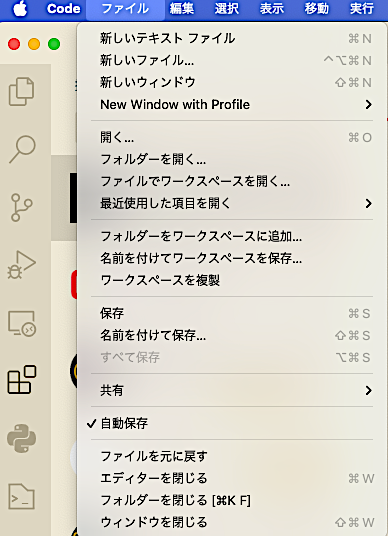 Code ファイル 編集 選択 表示 移動 実行
新しいテキスト ファイル ⌘N
新しいファイル... ^⌥⌘N
新しいウィンドウ ⇧⌘N
New Window with Profile
開く... ⌘O
フォルダーを開く...
ファイルでワークスペースを開く...
最近使用した項目を開く
フォルダーをワークスペースに追加...
名前を付けてワークスペースを保存...
ワークスペースを複製
保存 ⌘S
名前を付けて保存... ⇧⌘S
すべて保存 ⌥⌘S
共有
✓ 自動保存
ファイルを元に戻す
エディターを閉じる ⌘W
フォルダーを閉じる [⌘K F]
ウィンドウを閉じる ⇧⌘W